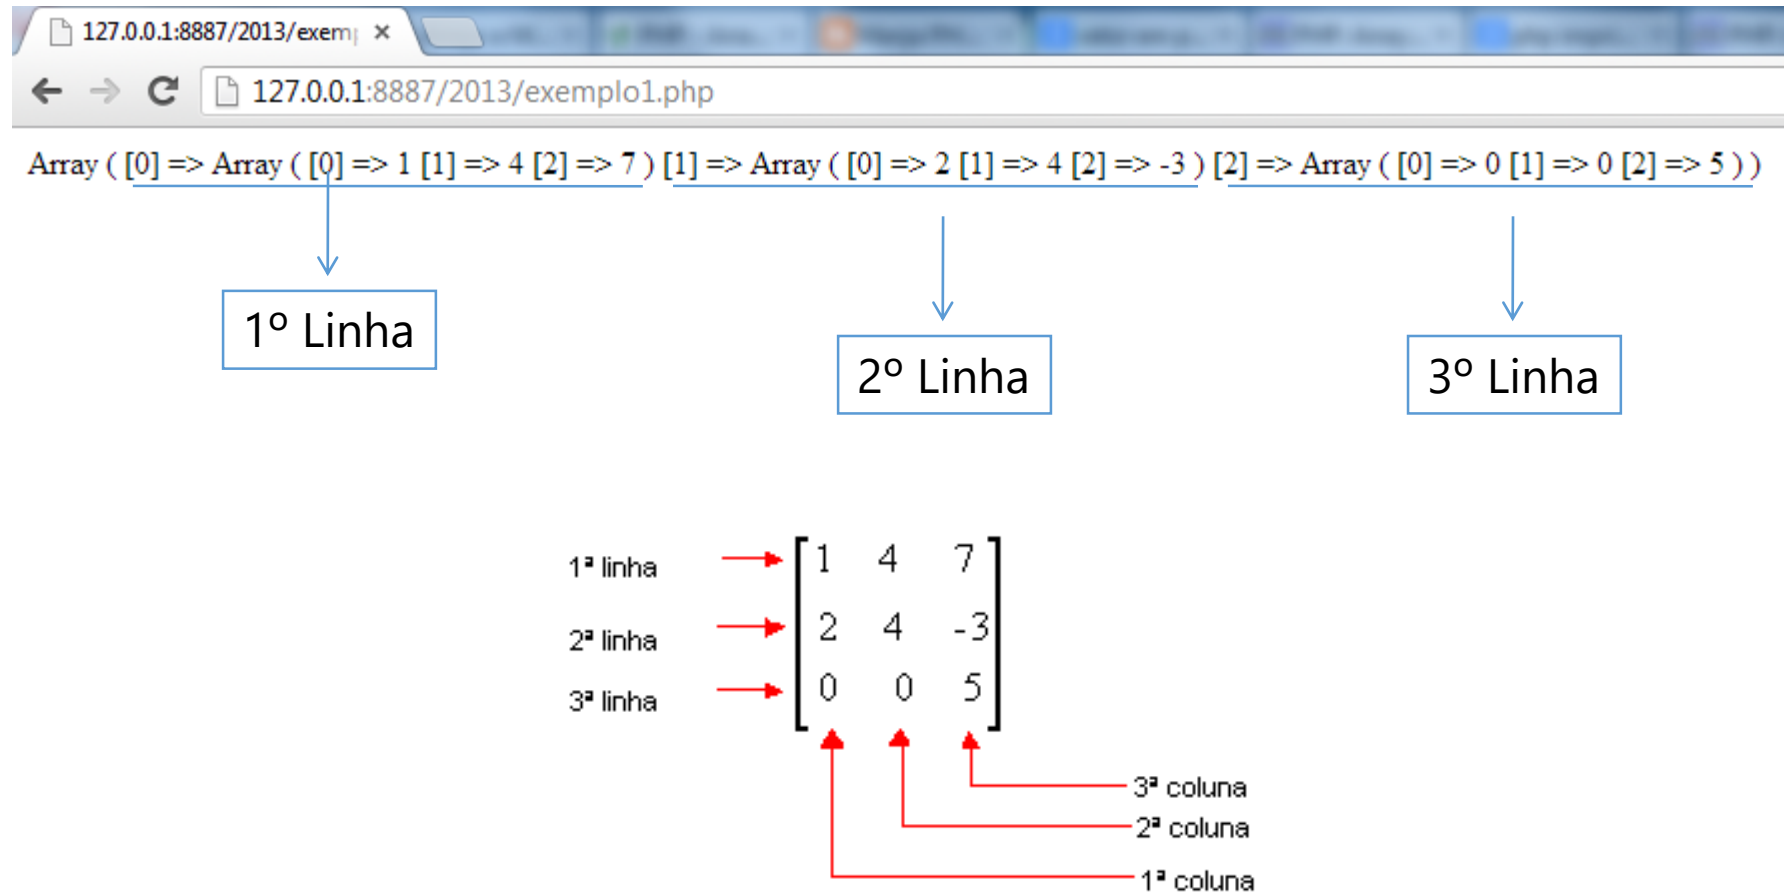 127.0.0.1:8887/2013/exem
127.0.0.1:8887/2013/exemplo1.php
Array ( [0] => Array ( [0] => 1 [1] => 4 [2] => 7 ) [1] => Array ( [0] => 2 [1] => 4 [2] => -3 ) [2] => Array ( [0] => 0 [1] => 0 [2] => 5 ) )
1º Linha
2º Linha
3º Linha
1ª linha
1 4 7
2ª linha
2 4 -3
3ª linha
0 0 5
3ª coluna
2ª coluna
1ª coluna